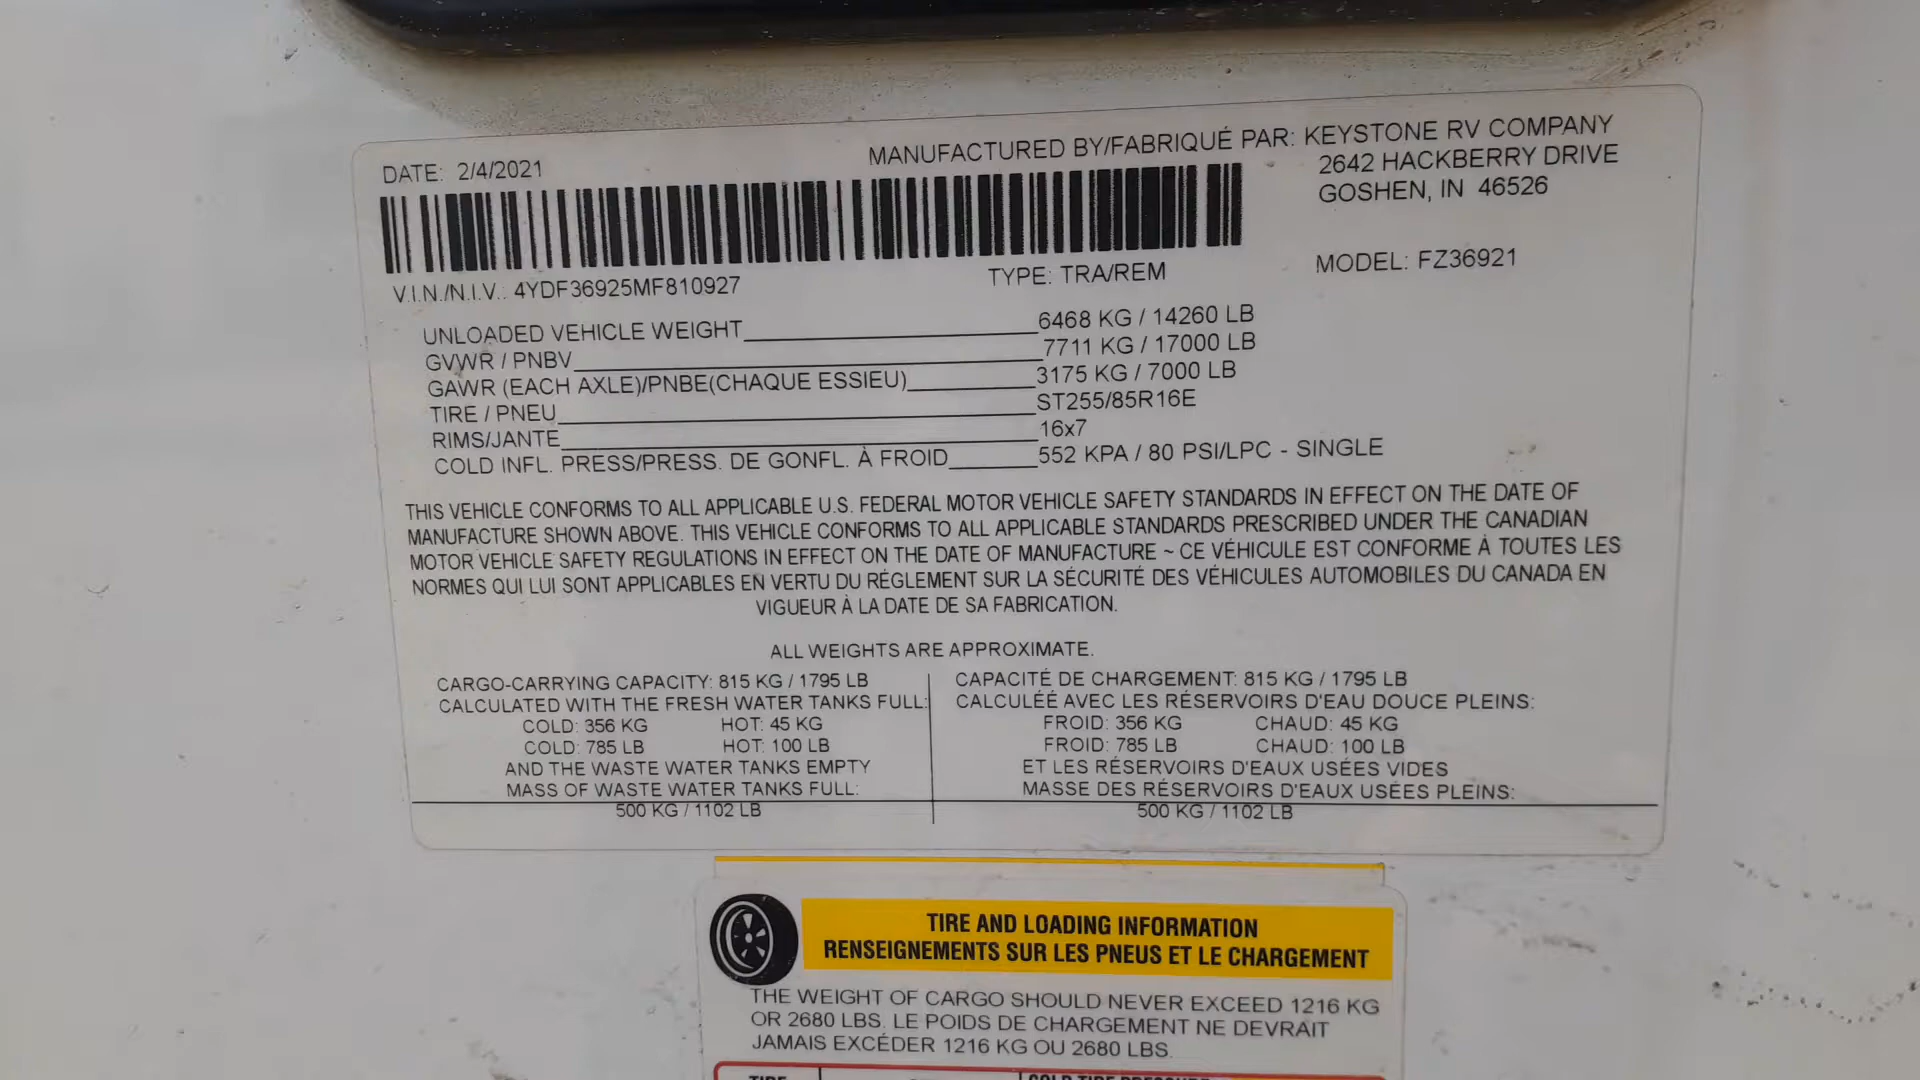 DATE: 2/4/2021
MANUFACTURED BY/FABRIQUÉ PAR: KEYSTONE RV COMPANY
2642 HACKBERRY DRIVE
GOSHEN, IN 46526
V.I.N./N.I.V.: 4YDF36925MF810927
TYPE: TRA/REM
MODEL: FZ36921
UNLOADED VEHICLE WEIGHT 6468 KG / 14260 LB
GVWR / PNBV 7711 KG / 17000 LB
GAWR (EACH AXLE)/PNBE(CHAQUE ESSIEU) 3175 KG / 7000 LB
TIRE / PNEU ST255/85R16E
RIMS/JANTE 16x7
COLD INFL. PRESS/PRESS. DE GONFL. À FROID 552 KPA / 80 PSI/LPC - SINGLE
THIS VEHICLE CONFORMS TO ALL APPLICABLE U.S. FEDERAL MOTOR VEHICLE SAFETY STANDARDS IN EFFECT ON THE DATE OF
MANUFACTURE SHOWN ABOVE. THIS VEHICLE CONFORMS TO ALL APPLICABLE STANDARDS PRESCRIBED UNDER THE CANADIAN
MOTOR VEHICLE SAFETY REGULATIONS IN EFFECT ON THE DATE OF MANUFACTURE ~ CE VÉHICULE EST CONFORME À TOUTES LES
NORMES QUI LUI SONT APPLICABLES EN VERTU DU RÉGLEMENT SUR LA SÉCURITÉ DES VÉHICULES AUTOMOBILES DU CANADA EN
VIGUEUR À LA DATE DE SA FABRICATION.
ALL WEIGHTS ARE APPROXIMATE.
CARGO-CARRYING CAPACITY: 815 KG / 1795 LB
CALCULATED WITH THE FRESH WATER TANKS FULL:
COLD: 356 KG HOT: 45 KG
COLD: 785 LB HOT: 100 LB
AND THE WASTE WATER TANKS EMPTY
MASS OF WASTE WATER TANKS FULL:
500 KG / 1102 LB
CAPACITÉ DE CHARGEMENT: 815 KG / 1795 LB
CALCULÉÉ AVEC LES RÉSERVOIRS D'EAU DOUCE PLEINS:
FROID: 356 KG CHAUD: 45 KG
FROID: 785 LB CHAUD: 100 LB
ET LES RÉSERVOIRS D'EAUX USÉES VIDES
MASSE DES RÉSERVOIRS D'EAUX USÉES PLEINS:
500 KG / 1102 LB
TIRE AND LOADING INFORMATION
RENSEIGNEMENTS SUR LES PNEUS ET LE CHARGEMENT
THE WEIGHT OF CARGO SHOULD NEVER EXCEED 1216 KG
OR 2680 LBS. LE POIDS DE CHARGEMENT NE DEVRAIT
JAMAIS EXCÉDER 1216 KG OU 2680 LBS.
TIRE
COLD TIRE PRESSURE